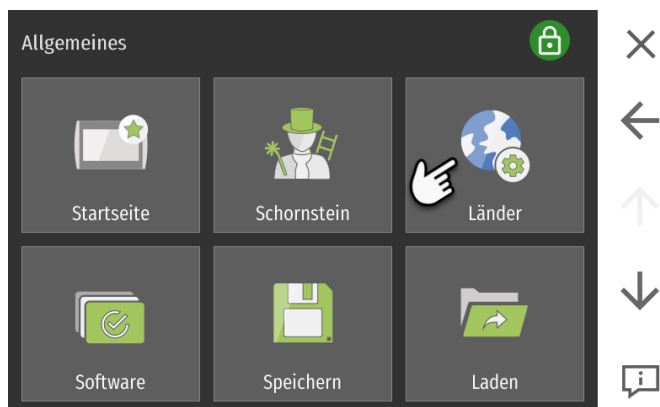 Allgemeines
Startseite
Schornstein
Länder
Software
Speichern
Laden